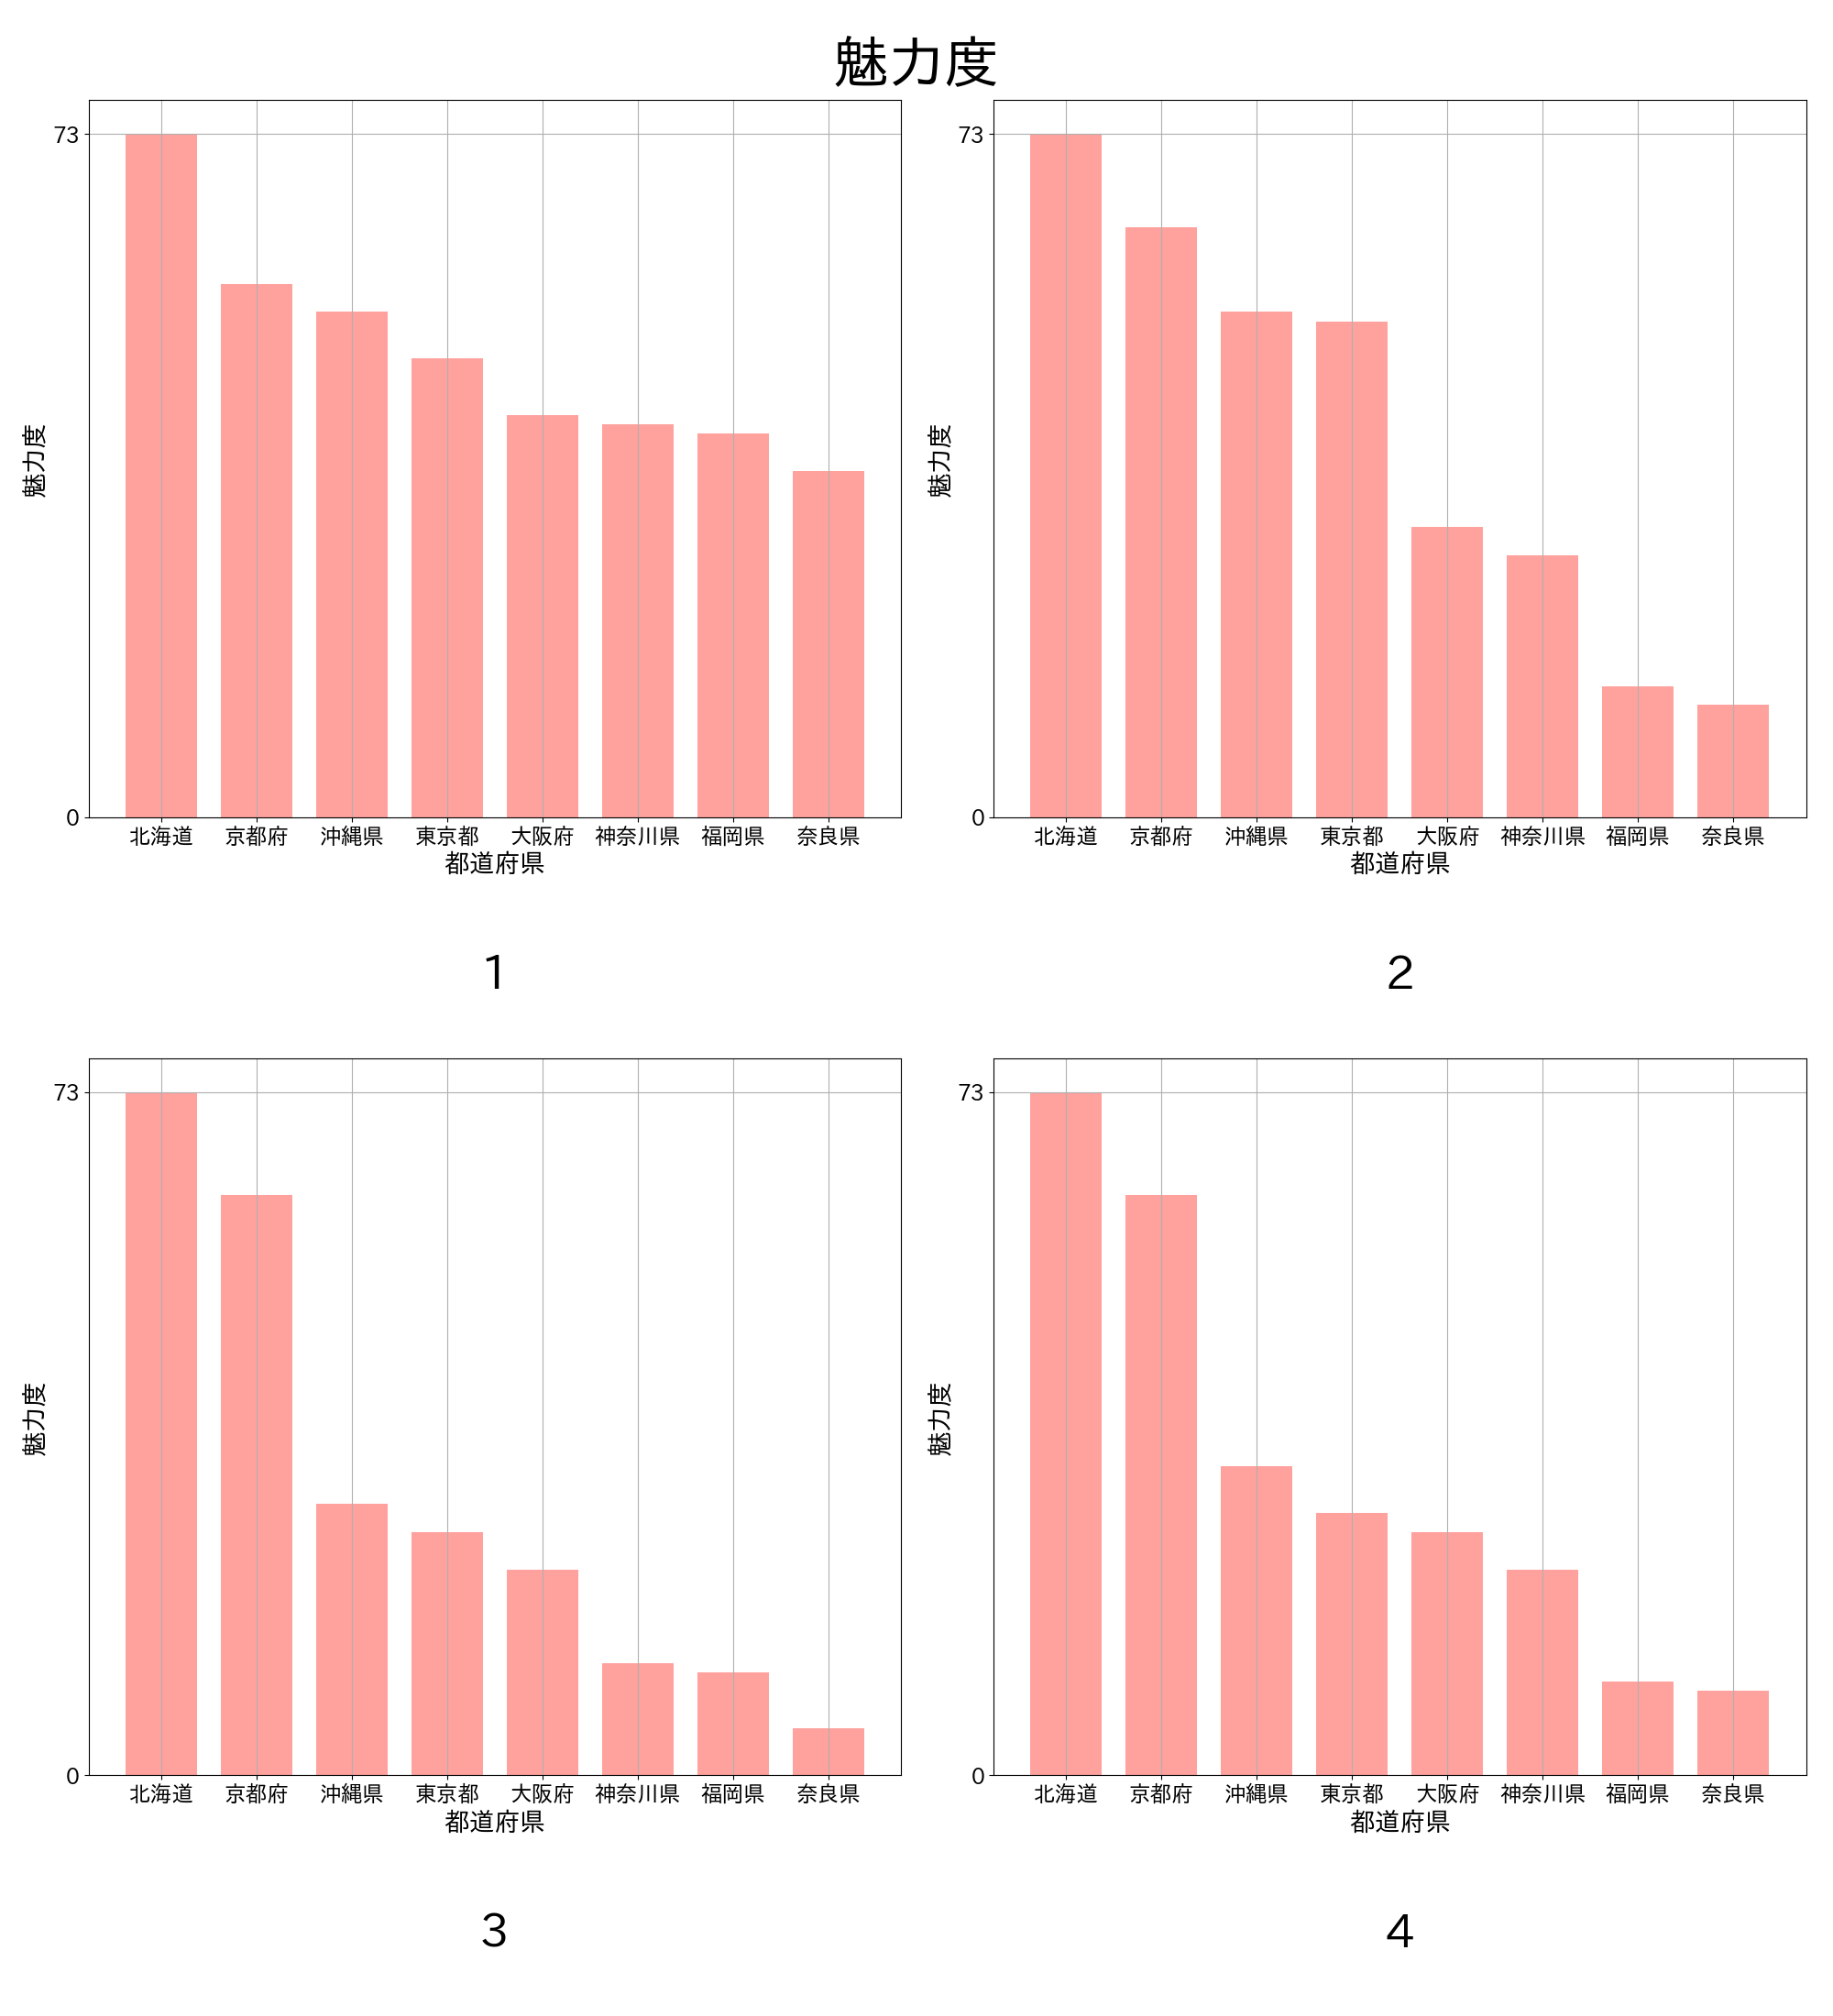 魅力度
73
0
魅力度
北海道 京都府 沖縄県 東京都 大阪府 神奈川県 福岡県 奈良県
都道府県
1
73
0
魅力度
北海道 京都府 沖縄県 東京都 大阪府 神奈川県 福岡県 奈良県
都道府県
2
73
0
魅力度
北海道 京都府 沖縄県 東京都 大阪府 神奈川県 福岡県 奈良県
都道府県
3
73
0
魅力度
北海道 京都府 沖縄県 東京都 大阪府 神奈川県 福岡県 奈良県
都道府県
4